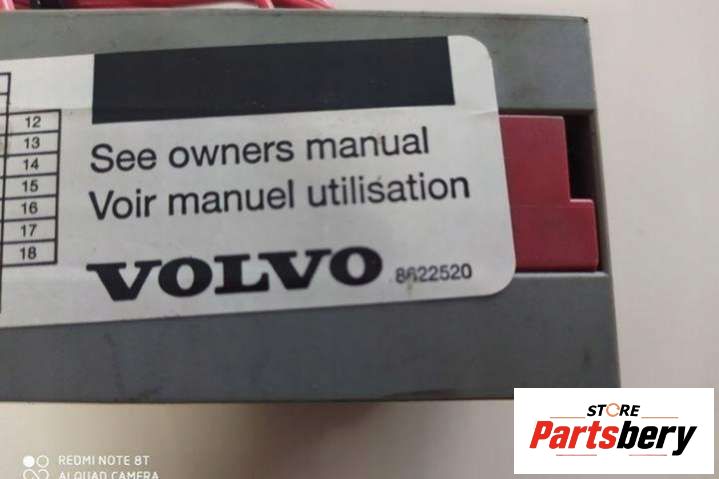 12
13
14
15
16
17
18
See owners manual
Voir manuel utilisation
VOLVO 8622520
STORE
Partsbery
REDMI NOTE 8T
AI QUAD CAMERA